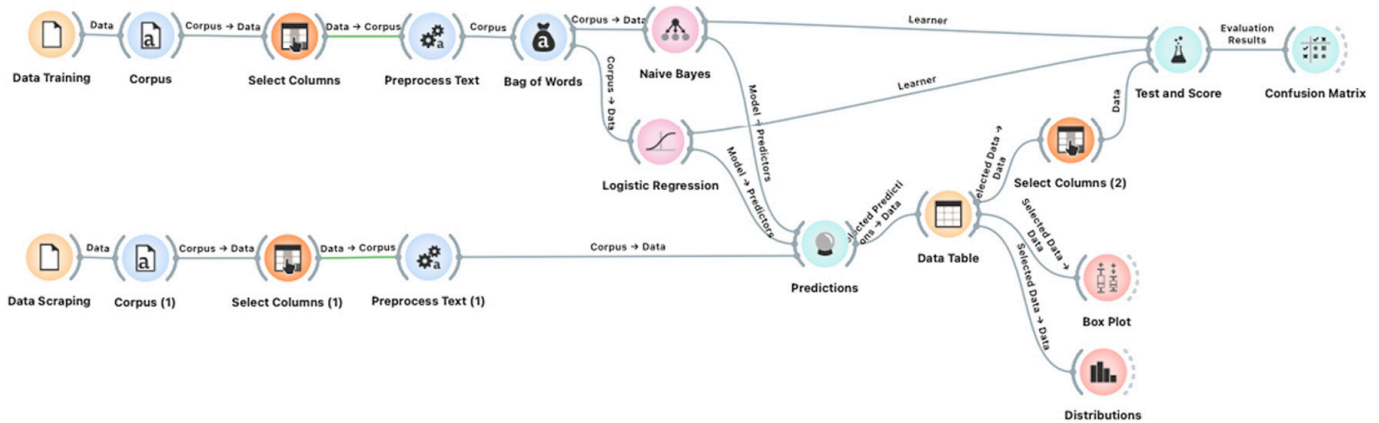 Data
Corpus → Data
Data → Corpus
Corpus
Corpus → Data
Learner
Evaluation
Results
Data Training
Corpus
Select Columns
Preprocess Text
Bag of Words
Naive Bayes
Test and Score
Confusion Matrix
Corpus → Data
Model → Predictors
Learner
Data
Logistic Regression
Model → Predictors
Selected Data →
Data
Select Columns (2)
Selected Predicti
ons → Data
Data Table
Selected Data →
Data
Selected Data → Data
Data
Corpus → Data
Data → Corpus
Corpus → Data
Data Scraping
Corpus (1)
Select Columns (1)
Preprocess Text (1)
Predictions
Box Plot
Distributions